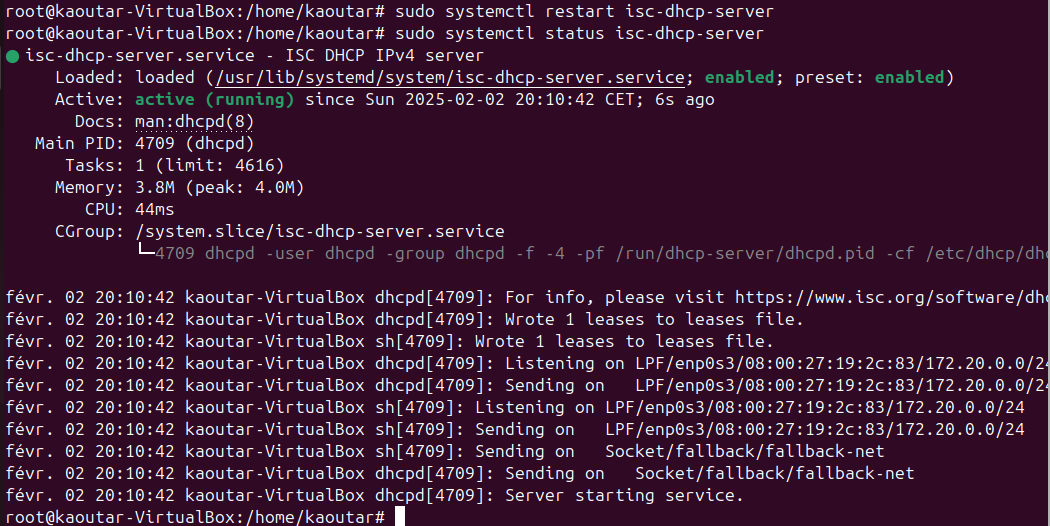 root@kaoutar-VirtualBox:/home/kaoutar# sudo systemctl restart isc-dhcp-server
root@kaoutar-VirtualBox:/home/kaoutar# sudo systemctl status isc-dhcp-server
● isc-dhcp-server.service - ISC DHCP IPv4 server
     Loaded: loaded (/usr/lib/systemd/system/isc-dhcp-server.service; enabled; preset: enabled)
     Active: active (running) since Sun 2025-02-02 20:10:42 CET; 6s ago
       Docs: man:dhcpd(8)
   Main PID: 4709 (dhcpd)
      Tasks: 1 (limit: 4616)
     Memory: 3.8M (peak: 4.0M)
        CPU: 44ms
     CGroup: /system.slice/isc-dhcp-server.service
             └─4709 dhcpd -user dhcpd -group dhcpd -f -4 -pf /run/dhcp-server/dhcpd.pid -cf /etc/dhcp/dhc
févr. 02 20:10:42 kaoutar-VirtualBox dhcpd[4709]: For info, please visit https://www.isc.org/software/dhc
févr. 02 20:10:42 kaoutar-VirtualBox dhcpd[4709]: Wrote 1 leases to leases file.
févr. 02 20:10:42 kaoutar-VirtualBox sh[4709]: Wrote 1 leases to leases file.
févr. 02 20:10:42 kaoutar-VirtualBox dhcpd[4709]: Listening on LPF/enp0s3/08:00:27:19:2c:83/172.20.0.0/24
févr. 02 20:10:42 kaoutar-VirtualBox dhcpd[4709]: Sending on   LPF/enp0s3/08:00:27:19:2c:83/172.20.0.0/24
févr. 02 20:10:42 kaoutar-VirtualBox sh[4709]: Listening on LPF/enp0s3/08:00:27:19:2c:83/172.20.0.0/24
févr. 02 20:10:42 kaoutar-VirtualBox sh[4709]: Sending on   LPF/enp0s3/08:00:27:19:2c:83/172.20.0.0/24
févr. 02 20:10:42 kaoutar-VirtualBox sh[4709]: Sending on   Socket/fallback/fallback-net
févr. 02 20:10:42 kaoutar-VirtualBox dhcpd[4709]: Sending on   Socket/fallback/fallback-net
févr. 02 20:10:42 kaoutar-VirtualBox dhcpd[4709]: Server starting service.
root@kaoutar-VirtualBox:/home/kaoutar#